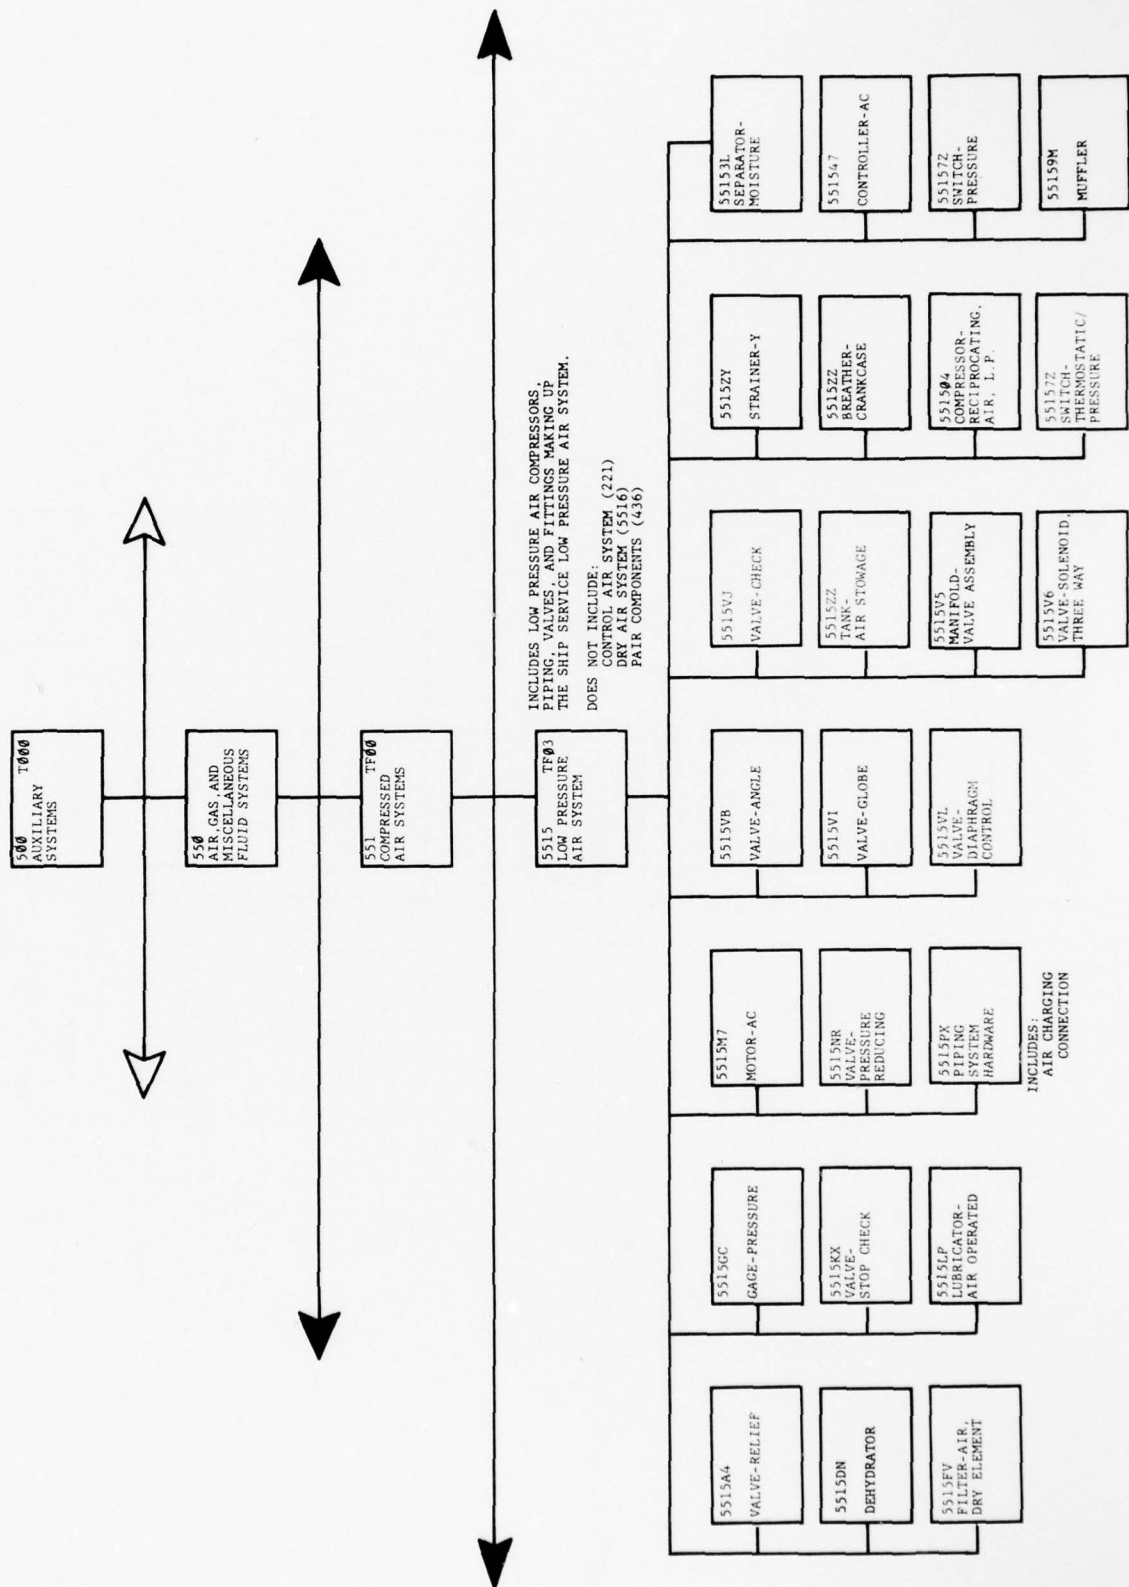 500 T000
AUXILIARY
SYSTEMS
550
AIR,GAS, AND
MISCELLANEOUS
FLUID SYSTEMS
551 TF00
COMPRESSED
AIR SYSTEMS
5515 TF03
LOW PRESSURE
AIR SYSTEM
INCLUDES LOW PRESSURE AIR COMPRESSORS,
PIPING, VALVES, AND FITTINGS MAKING UP
THE SHIP SERVICE LOW PRESSURE AIR SYSTEM.
DOES NOT INCLUDE:
CONTROL AIR SYSTEM (221)
DRY AIR SYSTEM (5516)
PAIR COMPONENTS (436)
5515A4
VALVE-RELIEF
5515DN
DEHYDRATOR
5515FV
FILTER-AIR,
DRY ELEMENT
5515GC
GAGE-PRESSURE
5515KX
VALVE-
STOP CHECK
5515LP
LUBRICATOR-
AIR OPERATED
5515M7
MOTOR-AC
5515NR
VALVE-
PRESSURE
REDUCING
5515PX
PIPING
SYSTEM
HARDWARE
INCLUDES:
AIR CHARGING
CONNECTION
5515VB
VALVE-ANGLE
5515VI
VALVE-GLOBE
5515VL
VALVE-
DIAPHRAGM
CONTROL
5515VJ
VALVE-CHECK
5515ZZ
TANK-
AIR STOWAGE
5515V5
MANIFOLD-
VALVE ASSEMBLY
5515V6
VALVE-SOLENOID,
THREE WAY
5515ZY
STRAINER-Y
5515ZZ
BREATHER-
CRANKCASE
551504
COMPRESSOR-
RECIPROCATING,
AIR, L.P.
55157Z
SWITCH-
THERMOSTATIC/
PRESSURE
55153L
SEPARATOR-
MOISTURE
551547
CONTROLLER-AC
55157Z
SWITCH-
PRESSURE
55159M
MUFFLER